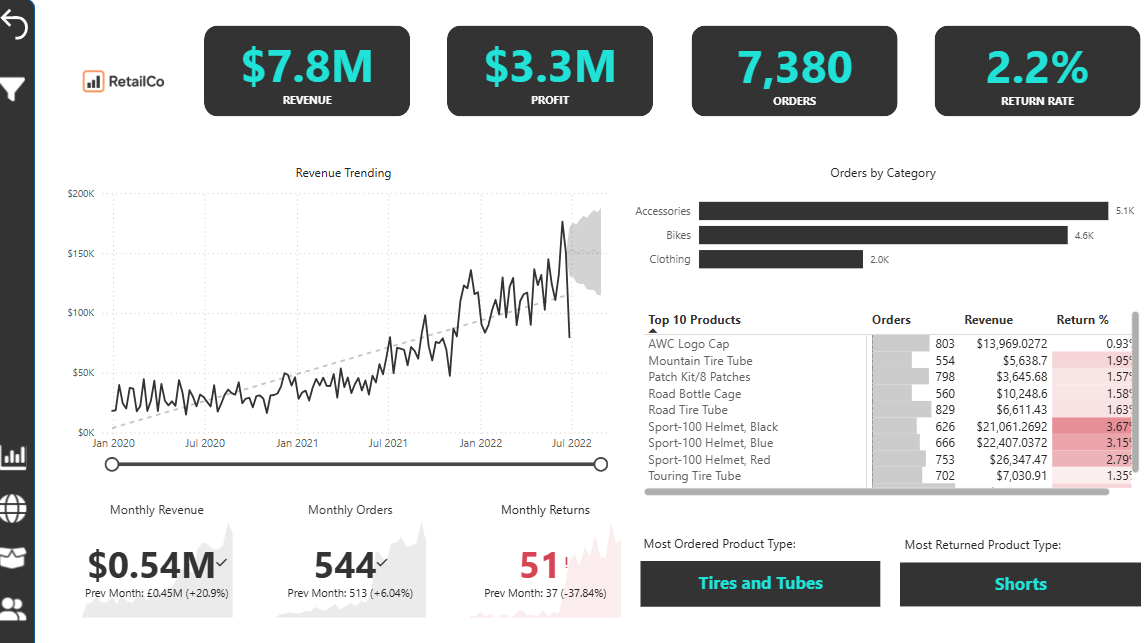 RetailCo
$7.8M
REVENUE
$3.3M
PROFIT
7,380
ORDERS
2.2%
RETURN RATE
Revenue Trending
$200K
$150K
$100K
$50K
$0K
Jan 2020 Jul 2020 Jan 2021 Jul 2021 Jan 2022 Jul 2022
Orders by Category
Accessories 5.1K
Bikes 4.6K
Clothing 2.0K
Top 10 Products Orders Revenue Return %
AWC Logo Cap 803 $13,969.0272 0.93%
Mountain Tire Tube 554 $5,638.7 1.95%
Patch Kit/8 Patches 798 $3,645.68 1.57%
Road Bottle Cage 560 $10,248.6 1.58%
Road Tire Tube 829 $6,611.43 1.63%
Sport-100 Helmet, Black 626 $21,061.2692 3.67%
Sport-100 Helmet, Blue 666 $22,407.0372 3.15%
Sport-100 Helmet, Red 753 $26,347.47 2.79%
Touring Tire Tube 702 $7,030.91 1.35%
Monthly Revenue
$0.54M
Prev Month: £0.45M (+20.9%)
Monthly Orders
544
Prev Month: 513 (+6.04%)
Monthly Returns
51!
Prev Month: 37 (-37.84%)
Most Ordered Product Type:
Tires and Tubes
Most Returned Product Type:
Shorts